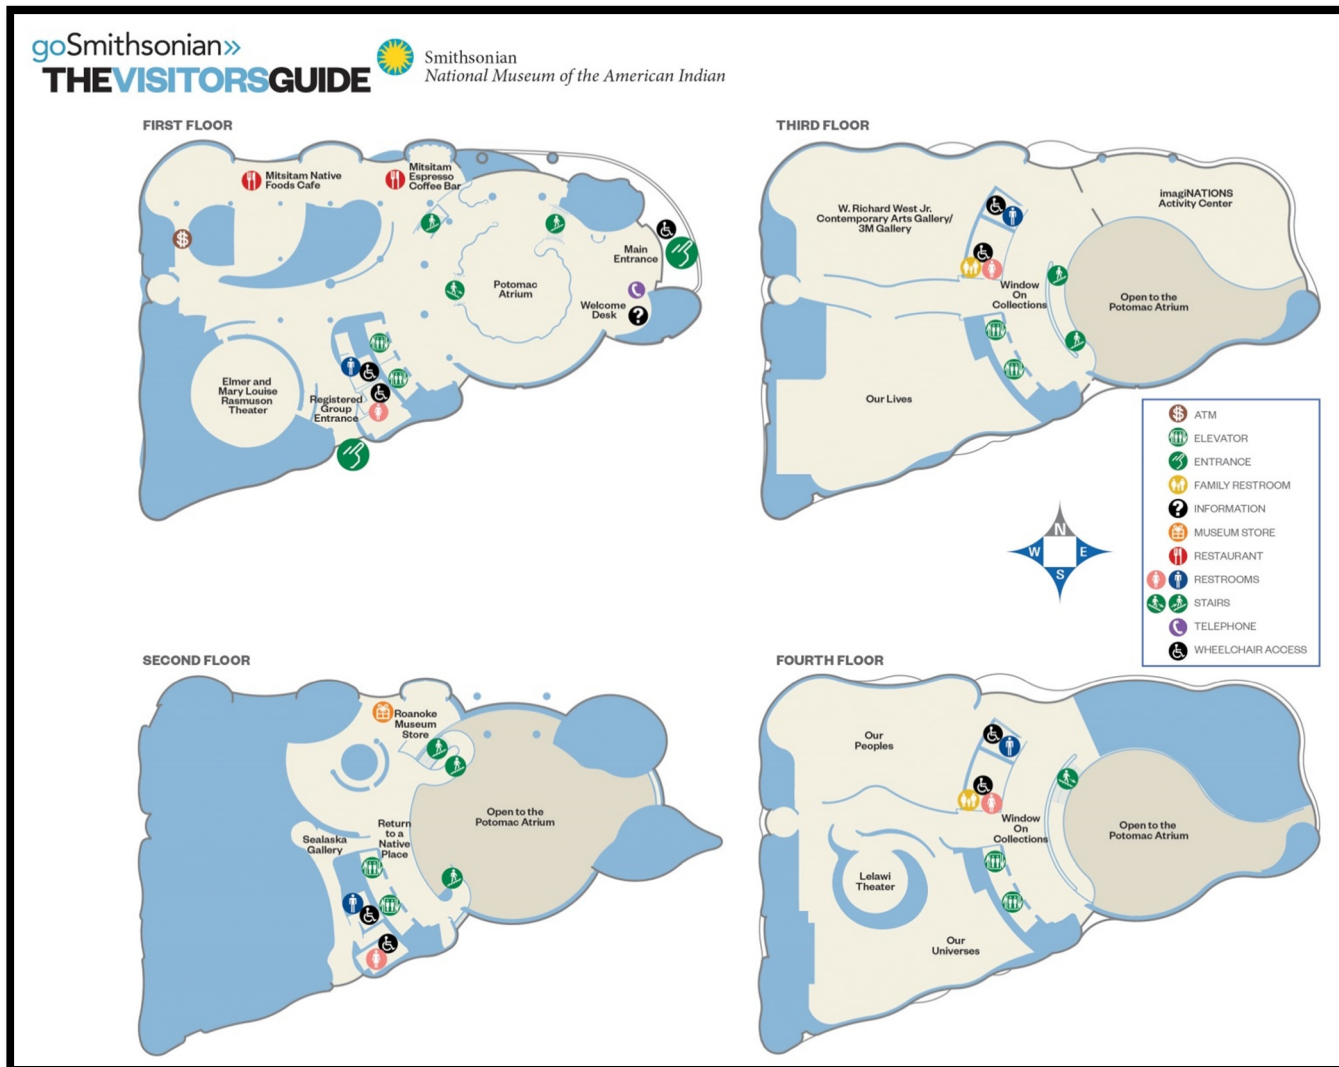 goSmithsonian»
THEVISITORSGUIDE
Smithsonian
National Museum of the American Indian
FIRST FLOOR
Mitsitam Native
Foods Cafe
Mitsitam
Espresso
Coffee Bar
$
Main
Entrance
Potomac
Atrium
Welcome
Desk
?
Elmer and
Mary Louise
Rasmuson
Theater
Registered
Group
Entrance
THIRD FLOOR
W. Richard West Jr.
Contemporary Arts Gallery/
3M Gallery
imagiNATIONS
Activity Center
Window
On
Collections
Open to the
Potomac Atrium
Our Lives
N
W E
S
$ ATM
ELEVATOR
ENTRANCE
FAMILY RESTROOM
? INFORMATION
MUSEUM STORE
RESTAURANT
RESTROOMS
STAIRS
TELEPHONE
WHEELCHAIR ACCESS
SECOND FLOOR
Roanoke
Museum
Store
Open to the
Potomac Atrium
Return
to a
Native
Place
Sealaska
Gallery
FOURTH FLOOR
Our
Peoples
Window
On
Collections
Open to the
Potomac Atrium
Lelawi
Theater
Our
Universes